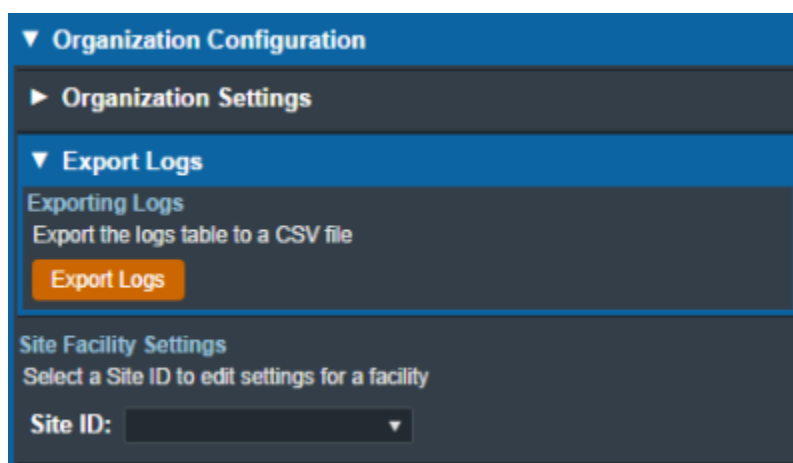 ▼ Organization Configuration
► Organization Settings
▼ Export Logs
Exporting Logs
Export the logs table to a CSV file
Export Logs
Site Facility Settings
Select a Site ID to edit settings for a facility
Site ID: